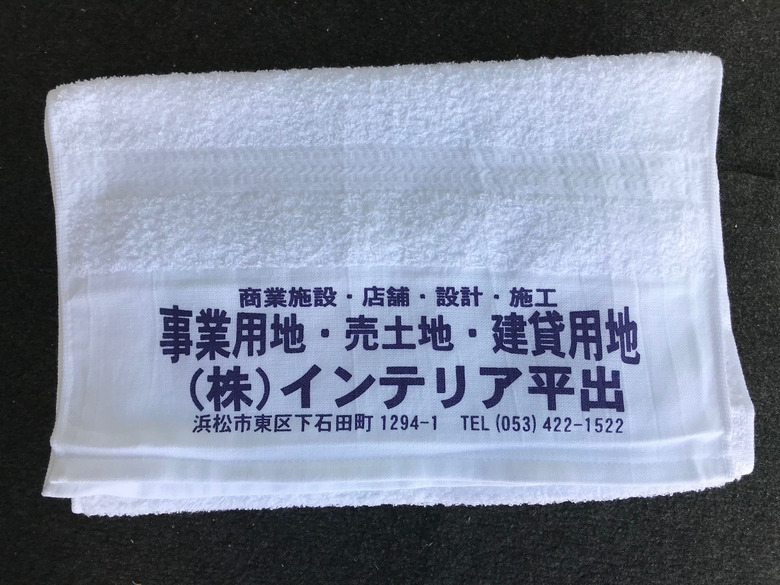 商業施設・店舗・設計・施工
事業用地・売土地・建貸用地
(株)インテリア平出
浜松市東区下石田町 1294-1 TEL (053) 422-1522